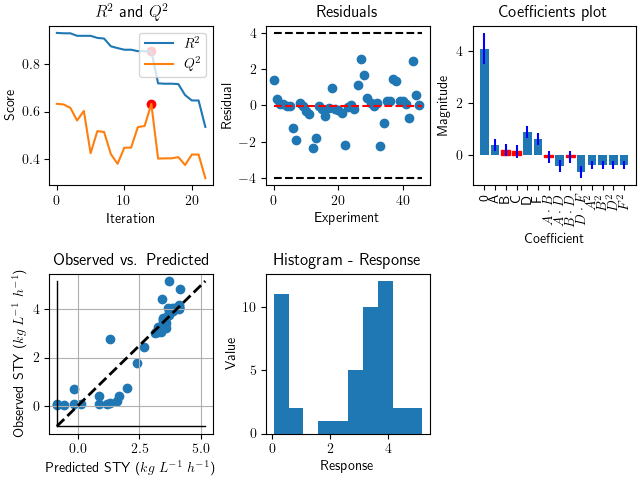 R² and Q²
Score
0.8
0.6
0.4
R²
Q²
0
10
20
Iteration
Residuals
Residual
4
2
0
−2
−4
0
20
40
Experiment
Coefficients plot
Magnitude
4
2
0
0
A
B
C
D
F
A · B
A · D
B · D
D · F
A²
B²
D²
F²
Coefficient
Observed vs. Predicted
Observed STY (kg L⁻¹ h⁻¹)
4
2
0
0.0
2.5
5.0
Predicted STY (kg L⁻¹ h⁻¹)
Histogram - Response
Value
10
5
0
0
2
4
Response